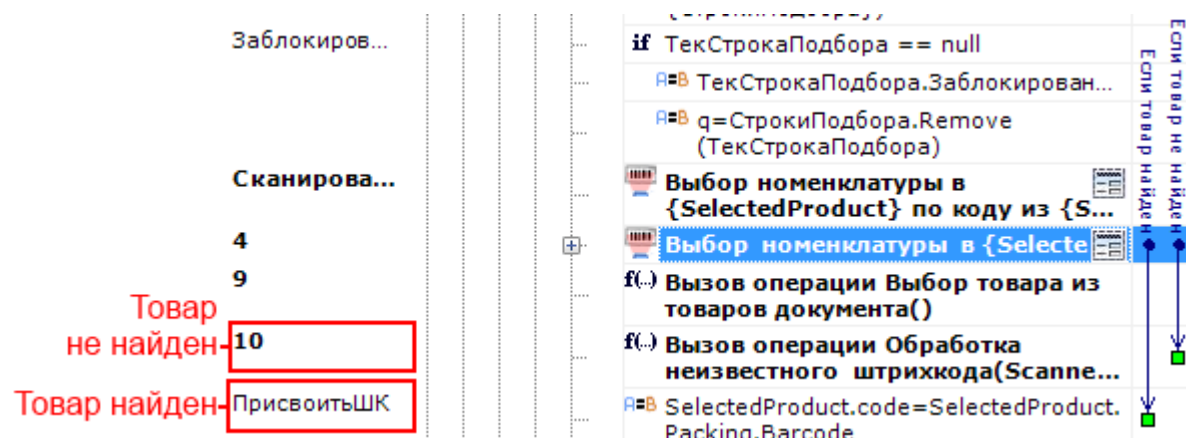 Заблокиров...
if ТекСтрокаПодбора == null
A=B ТекСтрокаПодбора.Заблокирован...
A=B q=СтрокиПодбора.Remove
(ТекСтрокаПодбора)
Сканирова...
Выбор номенклатуры в
{SelectedProduct} по коду из {S...
4
Выбор номенклатуры в {Selecte
9
f(..) Вызов операции Выбор товара из
товаров документа()
Товар
не найден
10
f(..) Вызов операции Обработка
неизвестного штрихкода(Scanne...
Товар найден
ПрисвоитьШК
A=B SelectedProduct.code=SelectedProduct.
Packing.Barcode
Если товар найден
Если товар не найден